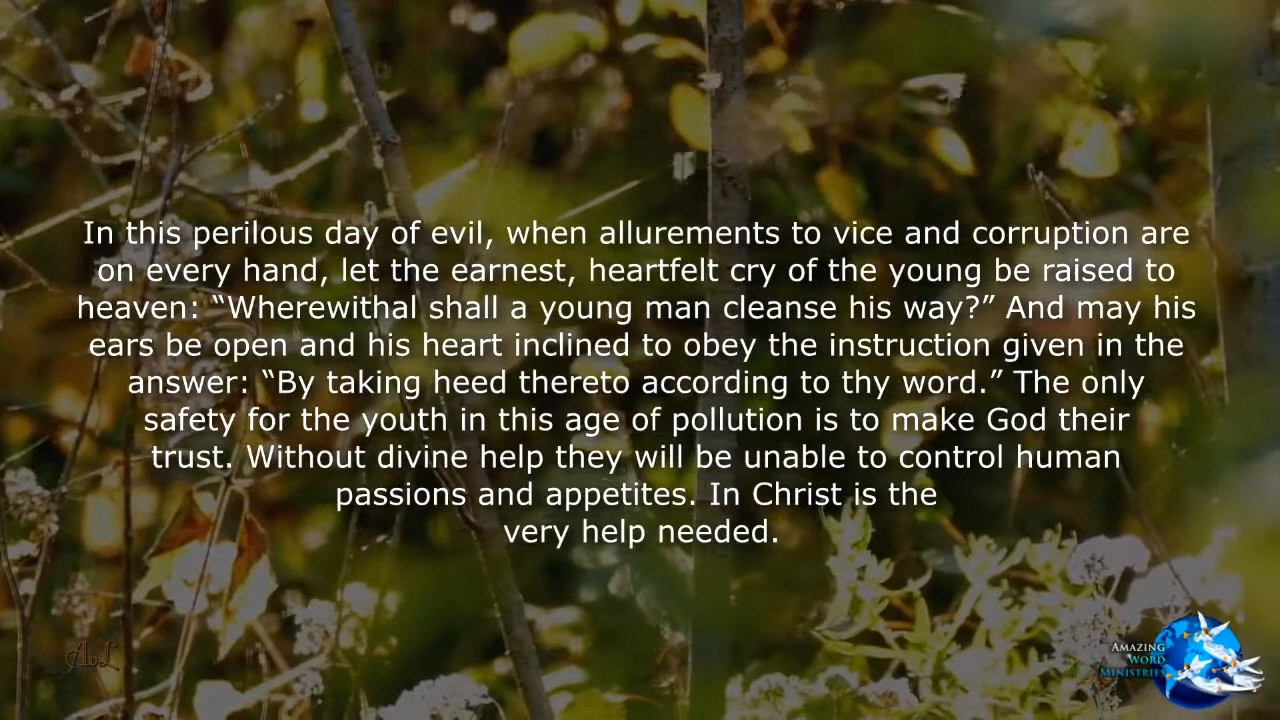 In this perilous day of evil, when allurements to vice and corruption are
on every hand, let the earnest, heartfelt cry of the young be raised to
heaven: “Wherewithal shall a young man cleanse his way?” And may his
ears be open and his heart inclined to obey the instruction given in the
answer: “By taking heed thereto according to thy word.” The only
safety for the youth in this age of pollution is to make God their
trust. Without divine help they will be unable to control human
passions and appetites. In Christ is the
very help needed.
AvL
Amazing
Word
Ministries